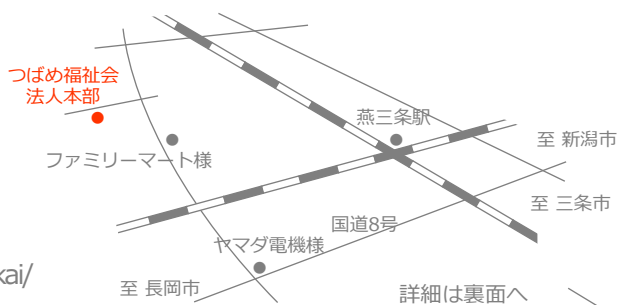 つばめ福祉会
法人本部
燕三条駅
至 新潟市
ファミリーマート様
至 三条市
国道8号
ヤマダ電機様
kai/
至 長岡市
詳細は裏面へ